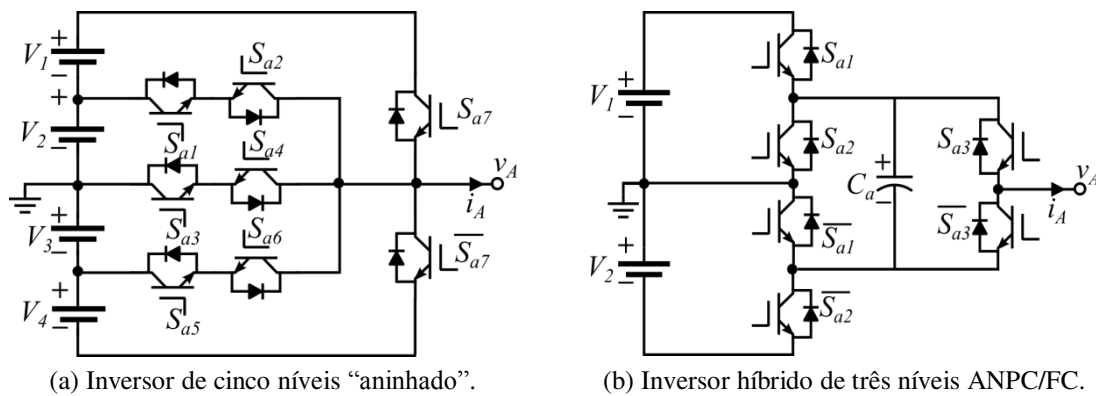 V1
+
−
Sa2
Sa7
+
V2
−
Sa1
Sa4
vA
iA
+
V3
−
Sa3
Sa6
Sa7
+
V4
−
Sa5
(a) Inversor de cinco níveis “aninhado”.
Sa1
+
V1
−
Sa2
Sa3
+
Ca
−
vA
iA
Sa1
Sa3
+
V2
−
Sa2
(b) Inversor híbrido de três níveis ANPC/FC.